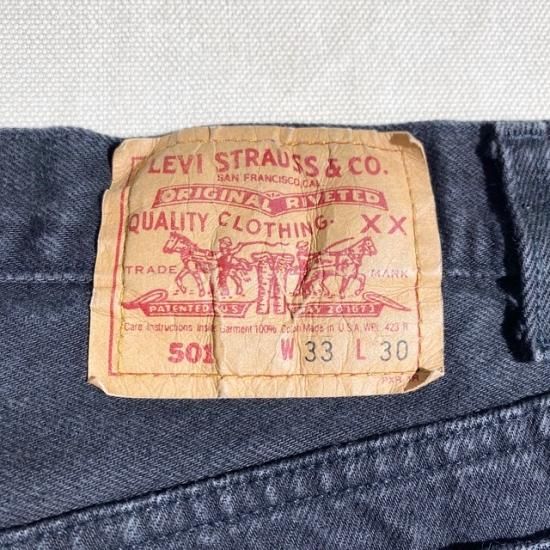 LEVI STRAUSS & CO.
SAN FRANCISCO, CAL.
ORIGINAL RIVETED
QUALITY CLOTHING. XX
TRADE MARK
PATENTED U.S. MAY 20 1873
Care Instructions Inside Garment 100% Cotton Made in U.S.A. WPL 423 R
501 W 33 L 30